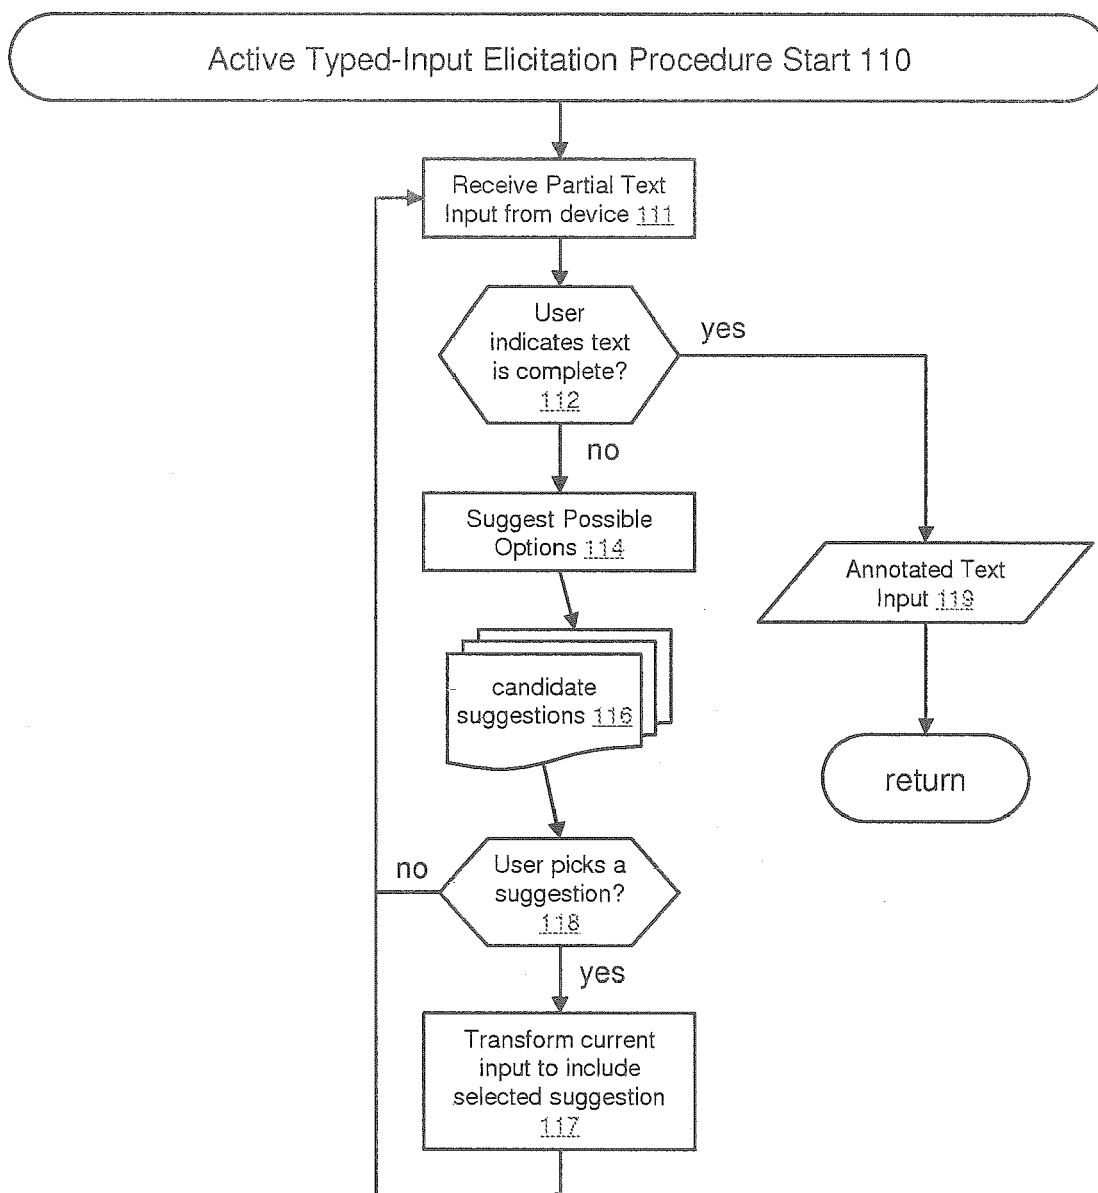 Active Typed-Input Elicitation Procedure Start 110
Receive Partial Text
Input from device 111
User
indicates text
is complete?
112
yes
no
Suggest Possible
Options 114
Annotated Text
Input 119
candidate
suggestions 116
return
no
User picks a
suggestion?
118
yes
Transform current
input to include
selected suggestion
117